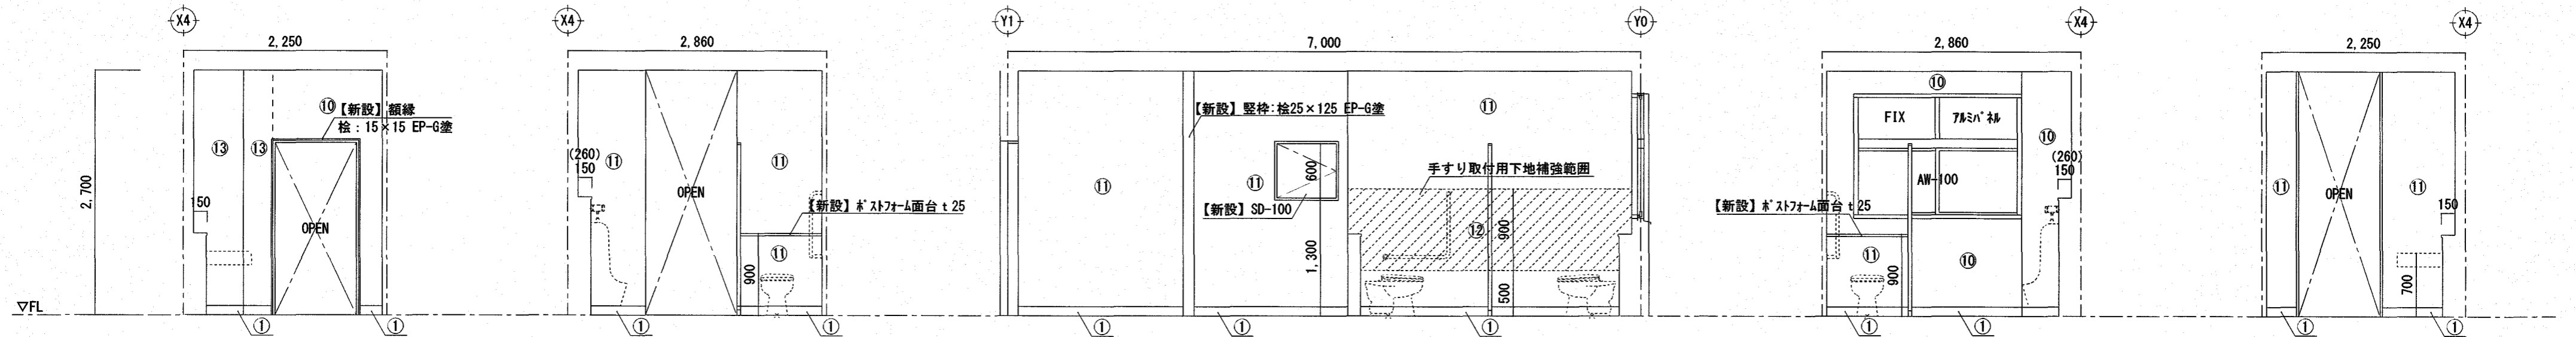 X4
2,250
2,700
⑩【新設】額縁
桧：15×15 EP-G塗
⑬
⑬
150
OPEN
▽FL
①
①
X4
2,860
(260)
150
⑪
OPEN
⑪
【新設】ﾎﾟｽﾄﾌｫｰﾑ面台 t 25
⑪
900
①
①
Y1
Y0
7,000
⑪
【新設】竪枠:桧25×125 EP-G塗
⑪
600
【新設】SD-100
1,300
⑪
手すり取付用下地補強範囲
⑫
900
500
①
①
①
X4
2,860
⑩
FIX
ｱﾙﾐﾊﾟﾈﾙ
⑩
(260)
150
AW-100
【新設】ﾎﾟｽﾄﾌｫｰﾑ面台 t 25
⑪
900
⑩
①
①
X4
2,250
⑪
OPEN
⑪
150
700
①
①